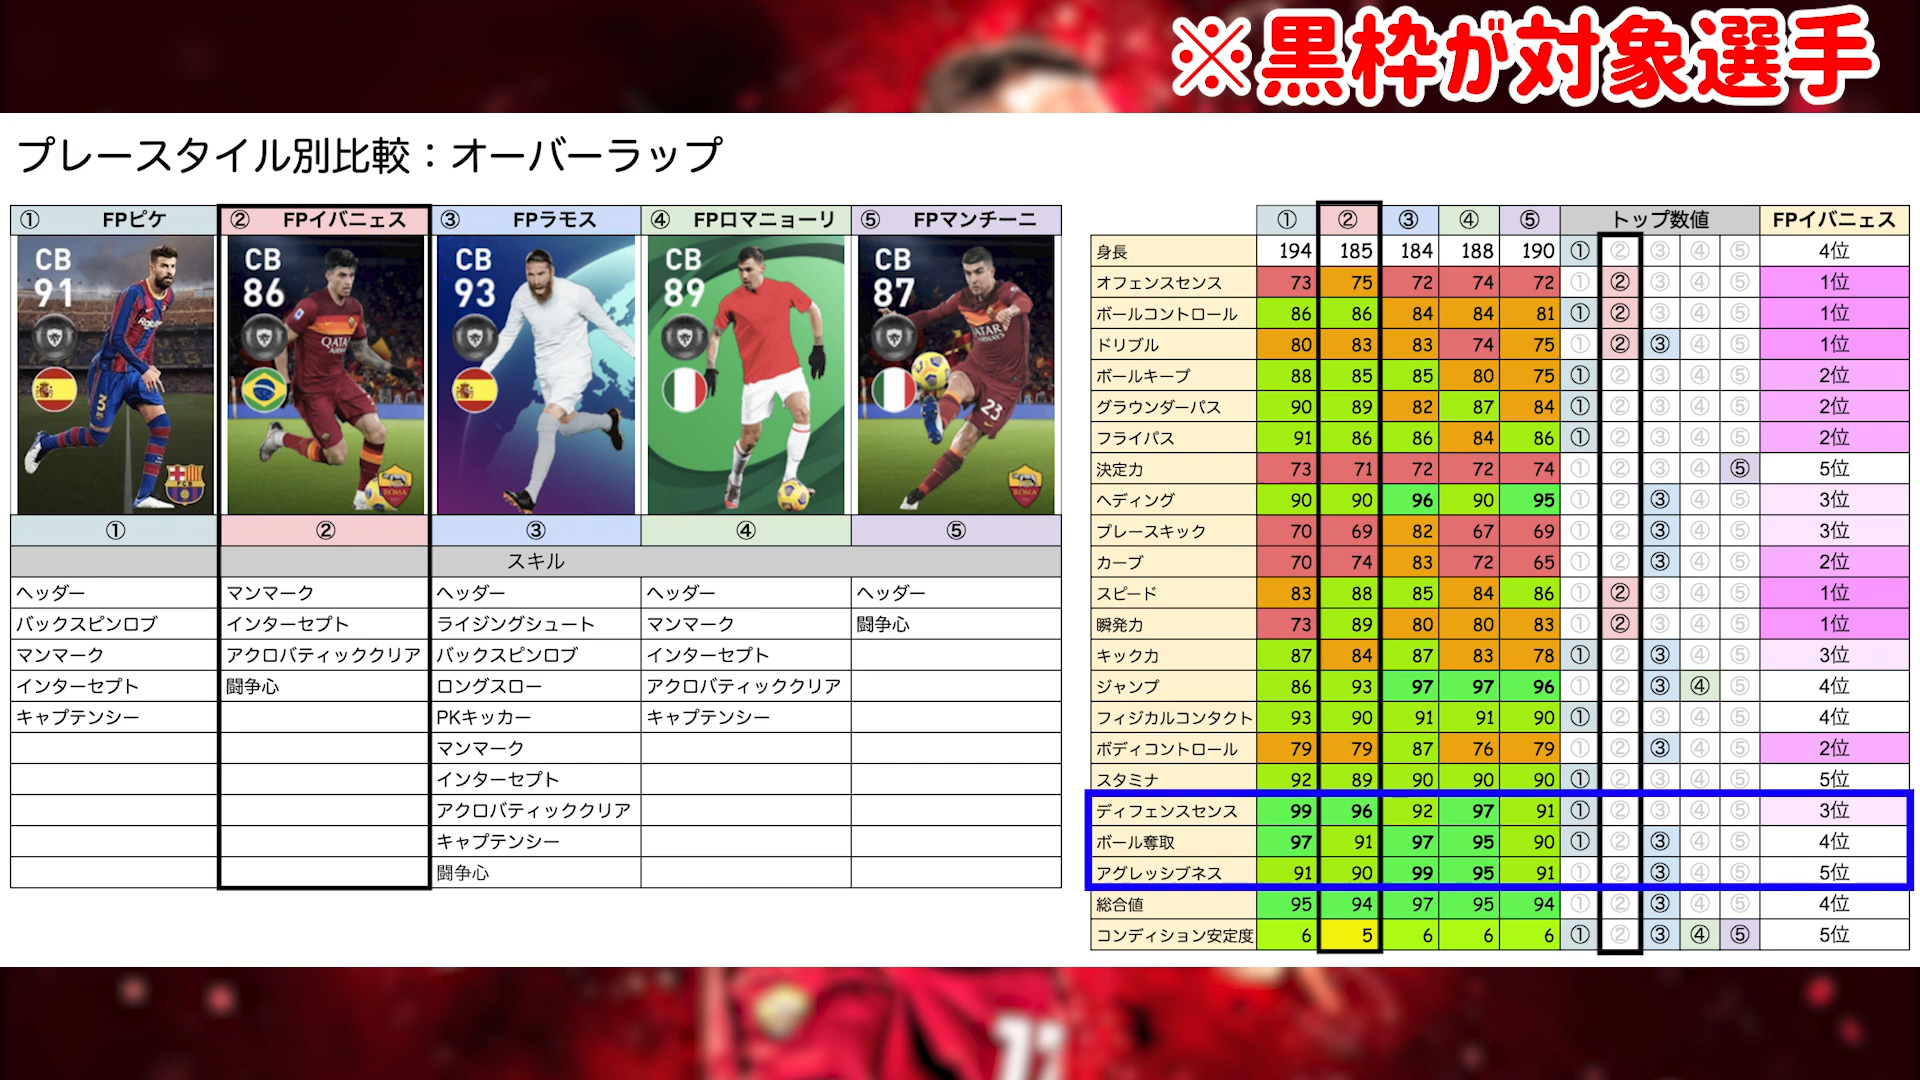 ※黒枠が対象選手
プレースタイル別比較：オーバーラップ
① FPピケ ② FPイバニェス ③ FPラモス ④ FPロマニョーリ ⑤ FPマンチーニ
CB 91 CB 86 CB 93 CB 89 CB 87
QATAR AIRWAYS
QATAR
23
ROMA
ROMA
① ② ③ ④ ⑤
スキル
ヘッダー マンマーク ヘッダー ヘッダー ヘッダー
バックスピンロブ インターセプト ライジングシュート マンマーク 闘争心
マンマーク アクロバティッククリア バックスピンロブ インターセプト
インターセプト 闘争心 ロングスロー アクロバティッククリア
キャプテンシー PKキッカー キャプテンシー
マンマーク
インターセプト
アクロバティッククリア
キャプテンシー
闘争心
① ② ③ ④ ⑤ トップ数値 FPイバニェス
身長 194 185 184 188 190 ① ② ③ ④ ⑤ 4位
オフェンスセンス 73 75 72 74 72 ① ② ③ ④ ⑤ 1位
ボールコントロール 86 86 84 84 81 ① ② ③ ④ ⑤ 1位
ドリブル 80 83 83 74 75 ① ② ③ ④ ⑤ 1位
ボールキープ 88 85 85 80 75 ① ② ③ ④ ⑤ 2位
グラウンダーパス 90 89 82 87 84 ① ② ③ ④ ⑤ 2位
フライパス 91 86 86 84 86 ① ② ③ ④ ⑤ 2位
決定力 73 71 72 72 74 ① ② ③ ④ ⑤ 5位
ヘディング 90 90 96 90 95 ① ② ③ ④ ⑤ 3位
プレースキック 70 69 82 67 69 ① ② ③ ④ ⑤ 3位
カーブ 70 74 83 72 65 ① ② ③ ④ ⑤ 2位
スピード 83 88 85 84 86 ① ② ③ ④ ⑤ 1位
瞬発力 73 89 80 80 83 ① ② ③ ④ ⑤ 1位
キック力 87 84 87 83 78 ① ② ③ ④ ⑤ 3位
ジャンプ 86 93 97 97 96 ① ② ③ ④ ⑤ 4位
フィジカルコンタクト 93 90 91 91 90 ① ② ③ ④ ⑤ 4位
ボディコントロール 79 79 87 76 79 ① ② ③ ④ ⑤ 2位
スタミナ 92 89 90 90 90 ① ② ③ ④ ⑤ 5位
ディフェンスセンス 99 96 92 97 91 ① ② ③ ④ ⑤ 3位
ボール奪取 97 91 97 95 90 ① ② ③ ④ ⑤ 4位
アグレッシブネス 91 90 99 95 91 ① ② ③ ④ ⑤ 5位
総合値 95 94 97 95 94 ① ② ③ ④ ⑤ 4位
コンディション安定度 6 5 6 6 6 ① ② ③ ④ ⑤ 5位